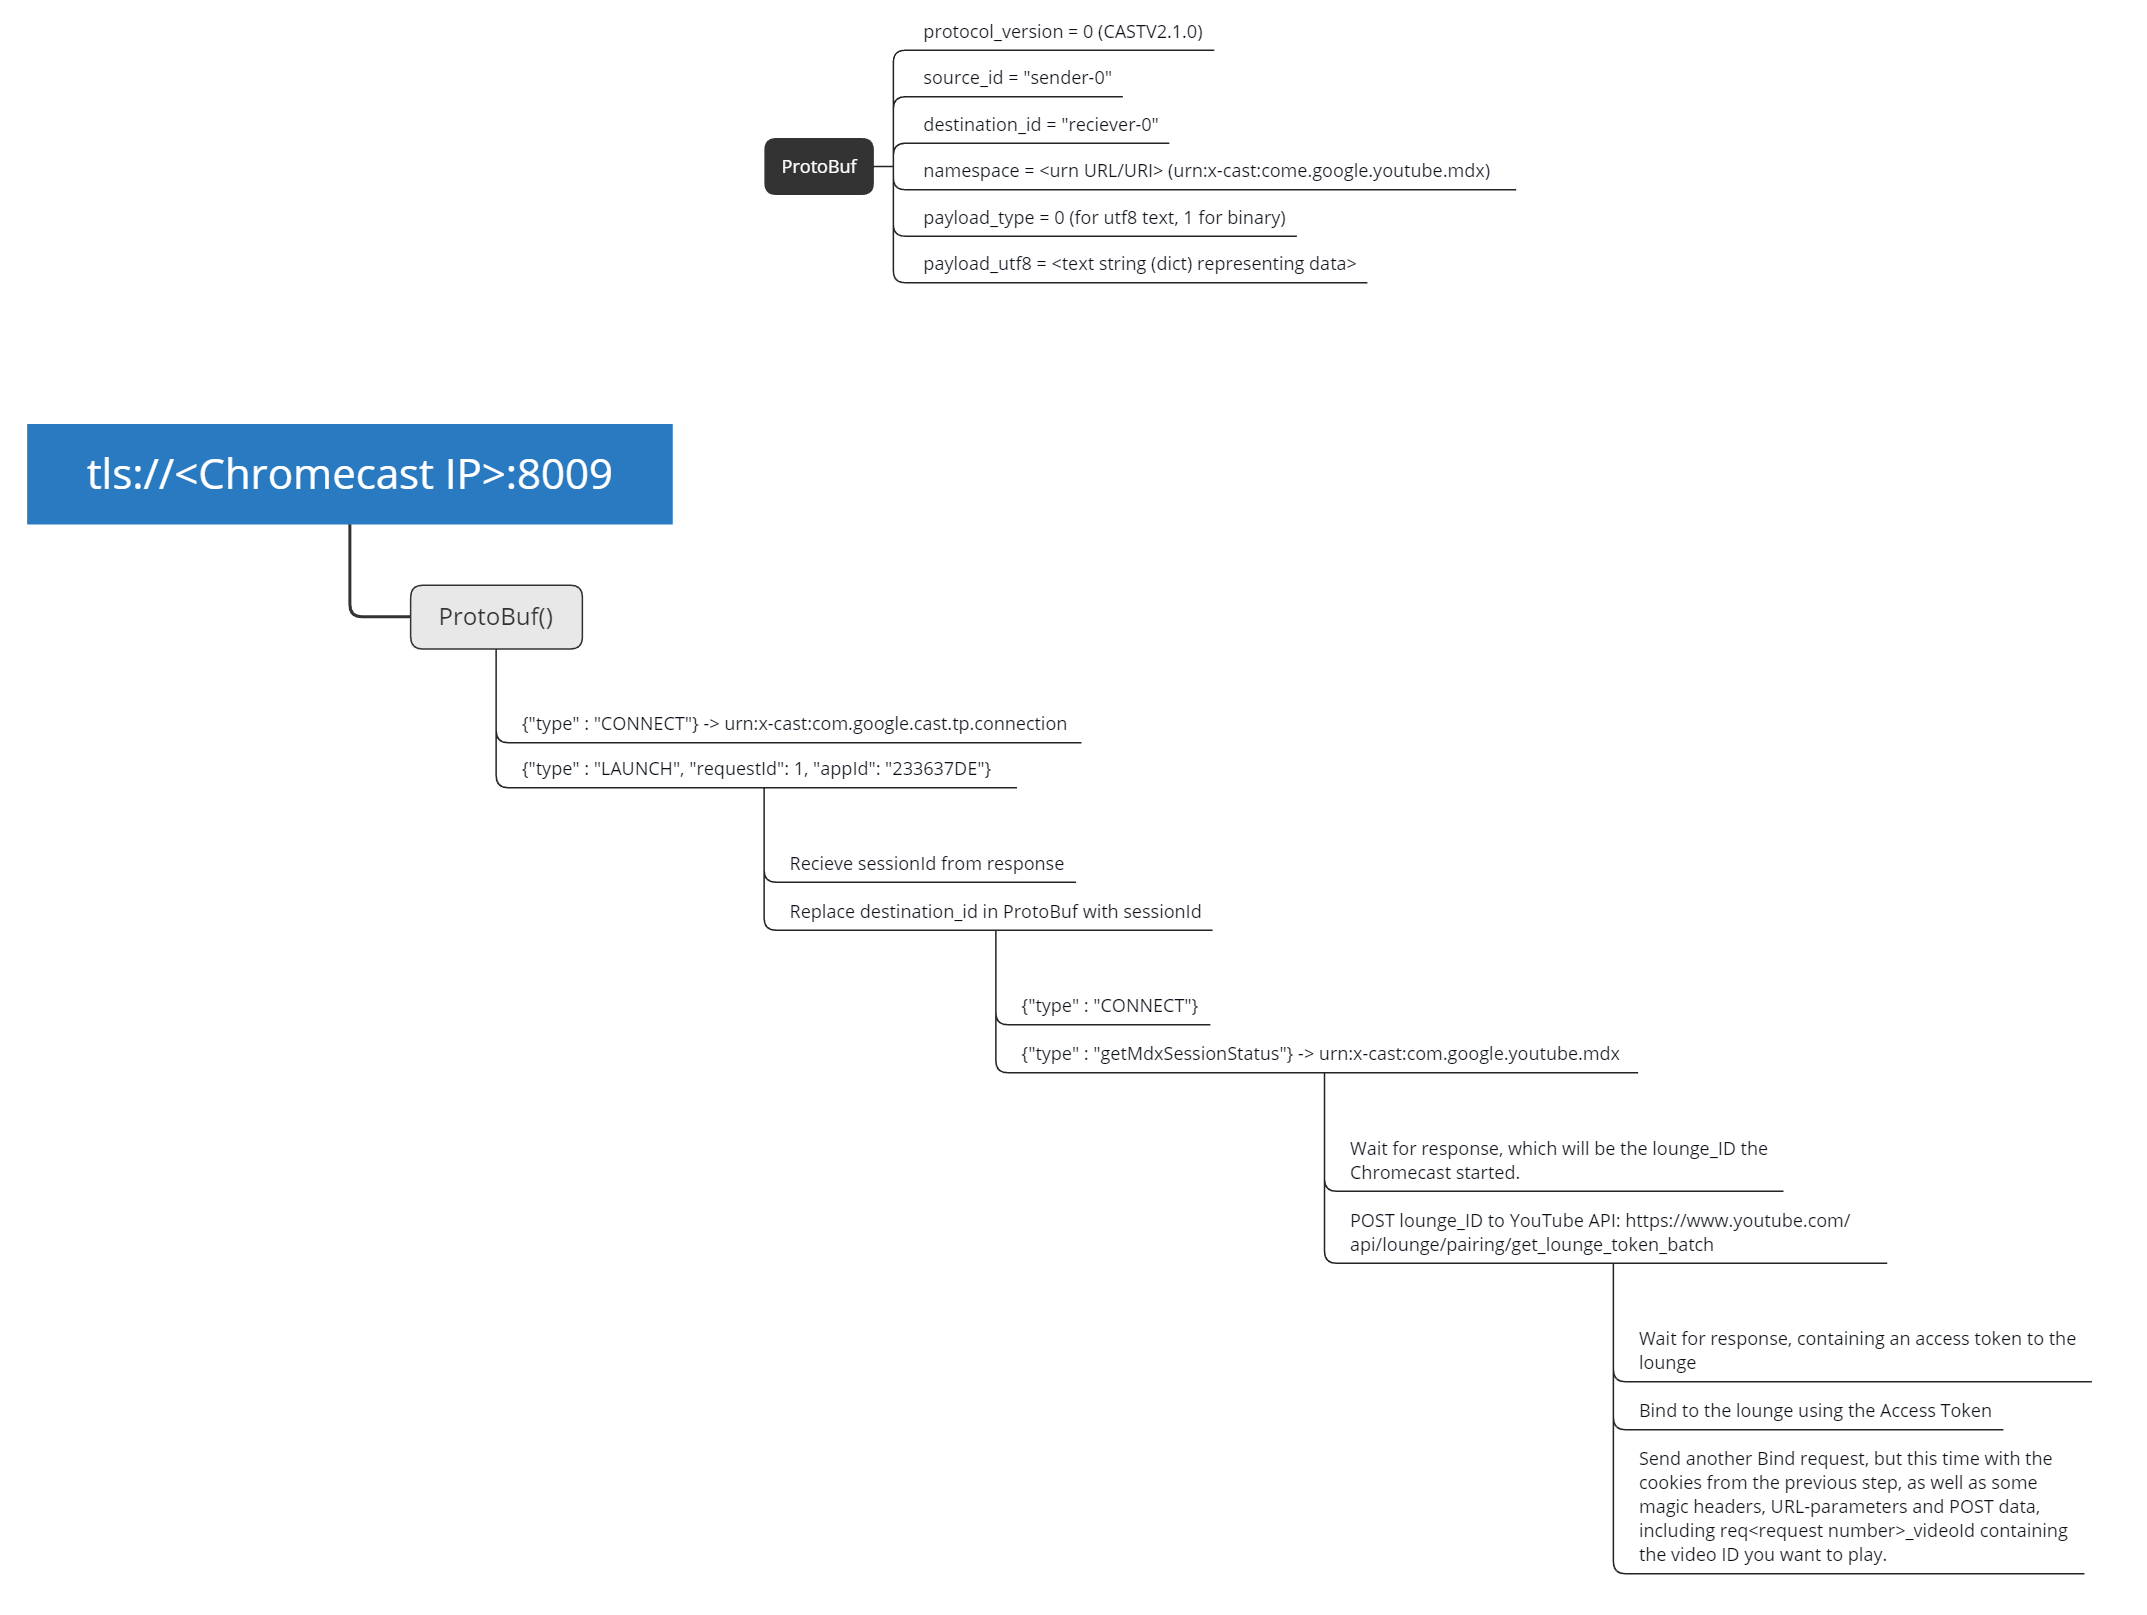 protocol_version = 0 (CASTV2.1.0)
source_id = "sender-0"
destination_id = "reciever-0"
ProtoBuf
namespace = <urn URL/URI> (urn:x-cast:come.google.youtube.mdx)
payload_type = 0 (for utf8 text, 1 for binary)
payload_utf8 = <text string (dict) representing data>
tls://<Chromecast IP>:8009
ProtoBuf()
{"type" : "CONNECT"} -> urn:x-cast:com.google.cast.tp.connection
{"type" : "LAUNCH", "requestId": 1, "appId": "233637DE"}
Recieve sessionId from response
Replace destination_id in ProtoBuf with sessionId
{"type" : "CONNECT"}
{"type" : "getMdxSessionStatus"} -> urn:x-cast:com.google.youtube.mdx
Wait for response, which will be the lounge_ID the
Chromecast started.
POST lounge_ID to YouTube API: https://www.youtube.com/
api/lounge/pairing/get_lounge_token_batch
Wait for response, containing an access token to the
lounge
Bind to the lounge using the Access Token
Send another Bind request, but this time with the
cookies from the previous step, as well as some
magic headers, URL-parameters and POST data,
including req<request number>_videoId containing
the video ID you want to play.